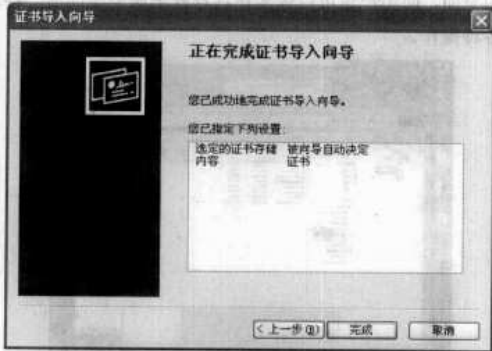 证书导入向导
正在完成证书导入向导
您已成功地完成证书导入向导。
您已指定下列设置:
选定的证书存储 被向导自动决定
内容 证书
< 上一步(B) 完成 取消